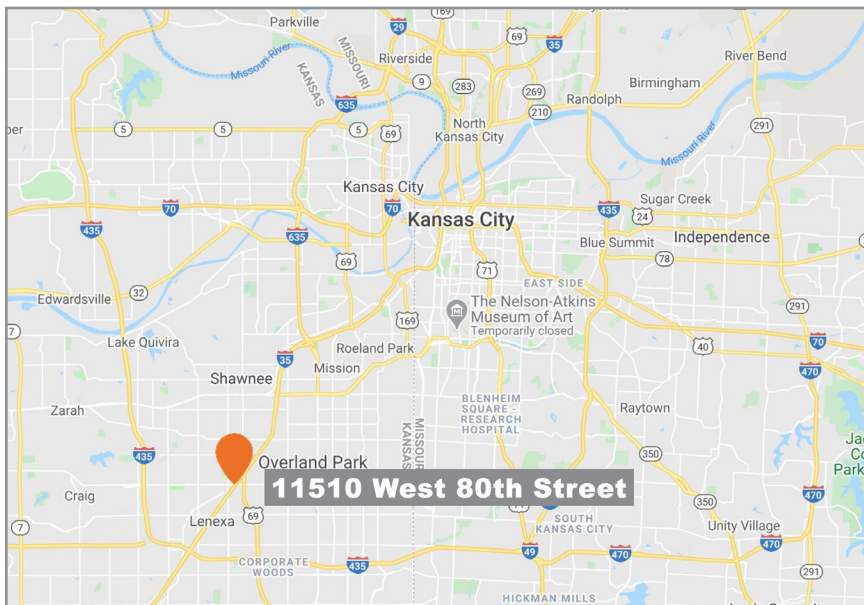 Parkville
29
69
35
MISSOURI
KANSAS
Missouri River
Riverside
River Bend
9
283
269
Birmingham
635
210
Randolph
5
5
5
69
North
Kansas City
291
Missouri River
Kansas City
70
70
Kansas City
435
Sugar Creek
24
435
635
Independence
Blue Summit
78
69
71
EAST SIDE
Edwardsville
32
The Nelson-Atkins
Museum of Art
Temporarily closed
291
7
169
Lake Quivira
Roeland Park
40
70
35
Mission
470
Shawnee
BLENHEIM
SQUARE -
RESEARCH
HOSPITAL
Raytown
Zarah
MISSOURI
KANSAS
350
435
Overland Park
11510 West 80th Street
Craig
350
Lenexa
69
SOUTH
KANSAS CITY
Unity Village
7
470
CORPORATE
WOODS
435
49
470
291
HICKMAN MILLS